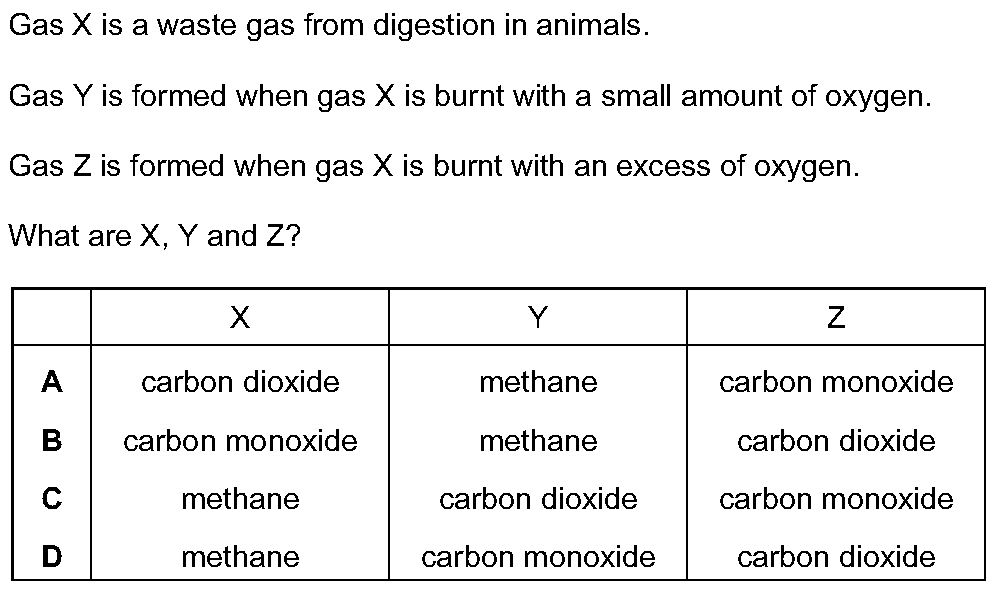 Gas X is a waste gas from digestion in animals.
Gas Y is formed when gas X is burnt with a small amount of oxygen.
Gas Z is formed when gas X is burnt with an excess of oxygen.
What are X, Y and Z?
X Y Z
A carbon dioxide methane carbon monoxide
B carbon monoxide methane carbon dioxide
C methane carbon dioxide carbon monoxide
D methane carbon monoxide carbon dioxide